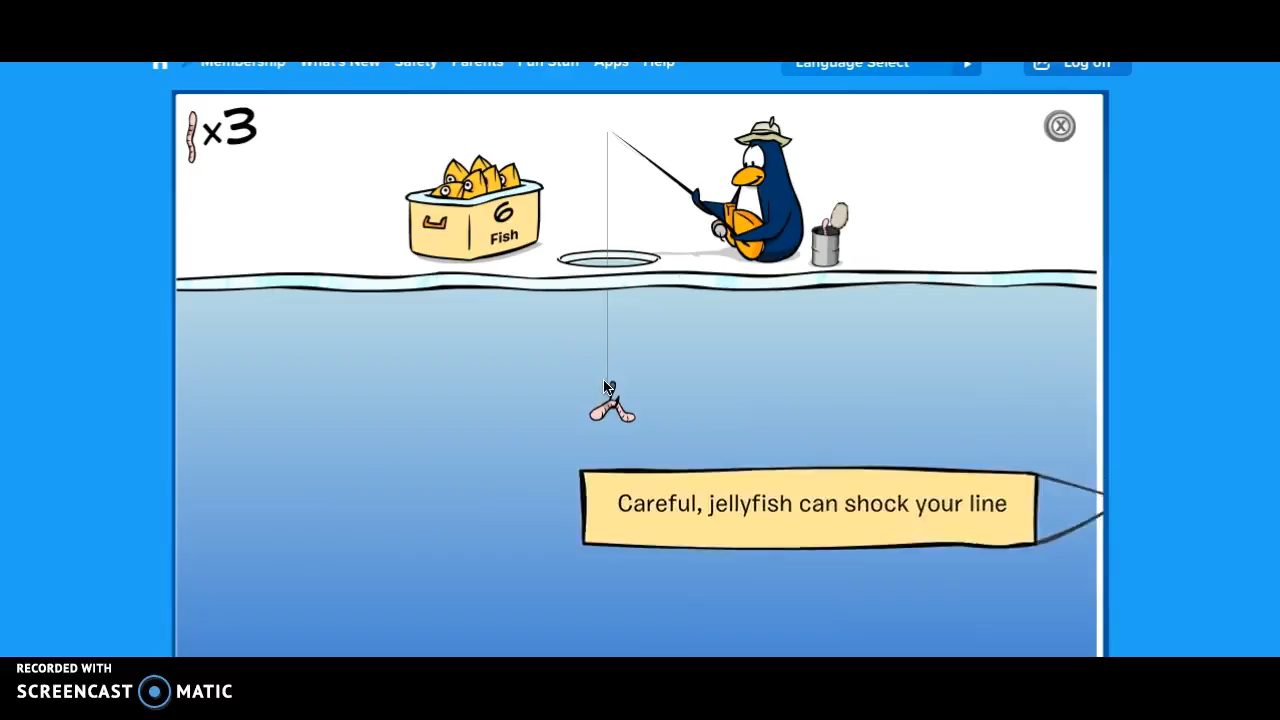 Membership What's New Safety Parents Fun Stuff Apps Help Language Select Log off
x3
6
Fish
Careful, jellyfish can shock your line
RECORDED WITH
SCREENCAST MATIC